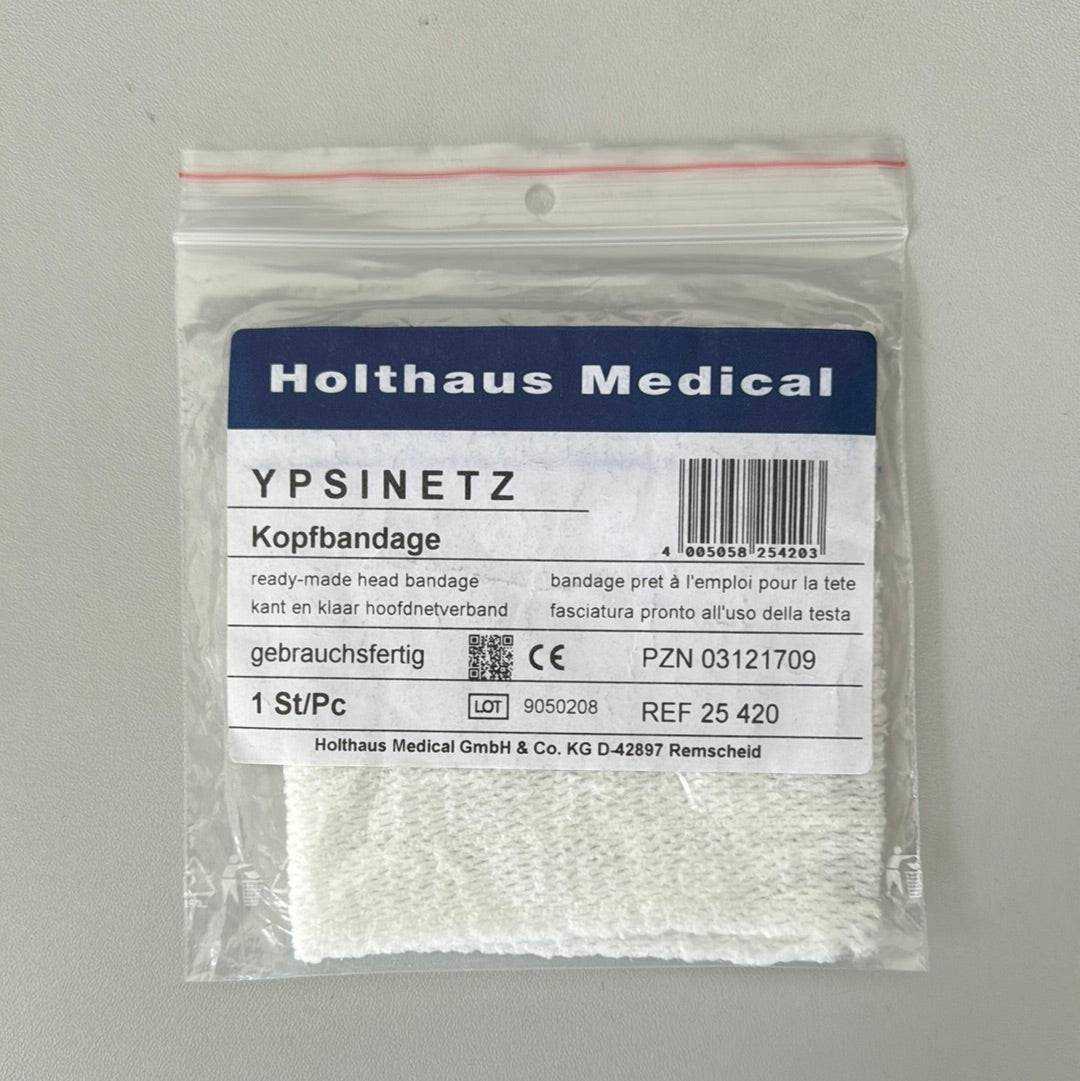 Holthaus Medical
YPSINETZ
4 005058 254203
Kopfbandage
ready-made head bandage bandage pret à l'emploi pour la tete
kant en klaar hoofdnetverband fasciatura pronto all'uso della testa
gebrauchsfertig CE PZN 03121709
1 St/Pc LOT 9050208 REF 25 420
Holthaus Medical GmbH & Co. KG D-42897 Remscheid